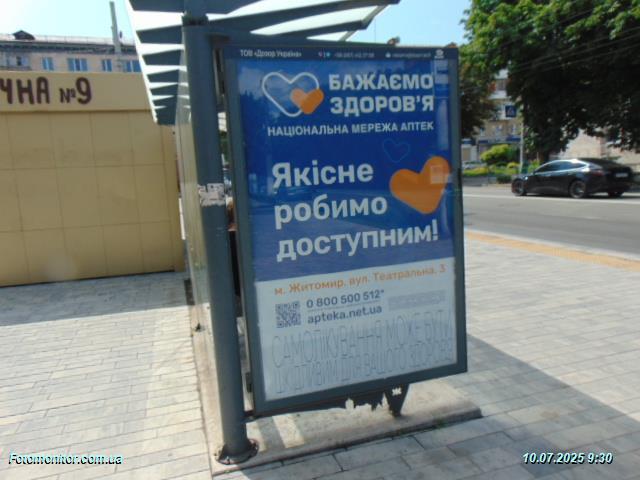 ЧНА №9
ТОВ «Дозор Україна»
БАЖАЄМО
ЗДОРОВ'Я
НАЦІОНАЛЬНА МЕРЕЖА АПТЕК
Якісне
робимо
доступним!
м. Житомир, вул. Театральна, 3
0 800 500 512*
apteka.net.ua
САМОЛІКУВАННЯ МОЖЕ БУТИ
ШКІДЛИВИМ ДЛЯ ВАШОГО ЗДОРОВ'Я
Fotomonitor.com.ua
10.07.2025 9:30